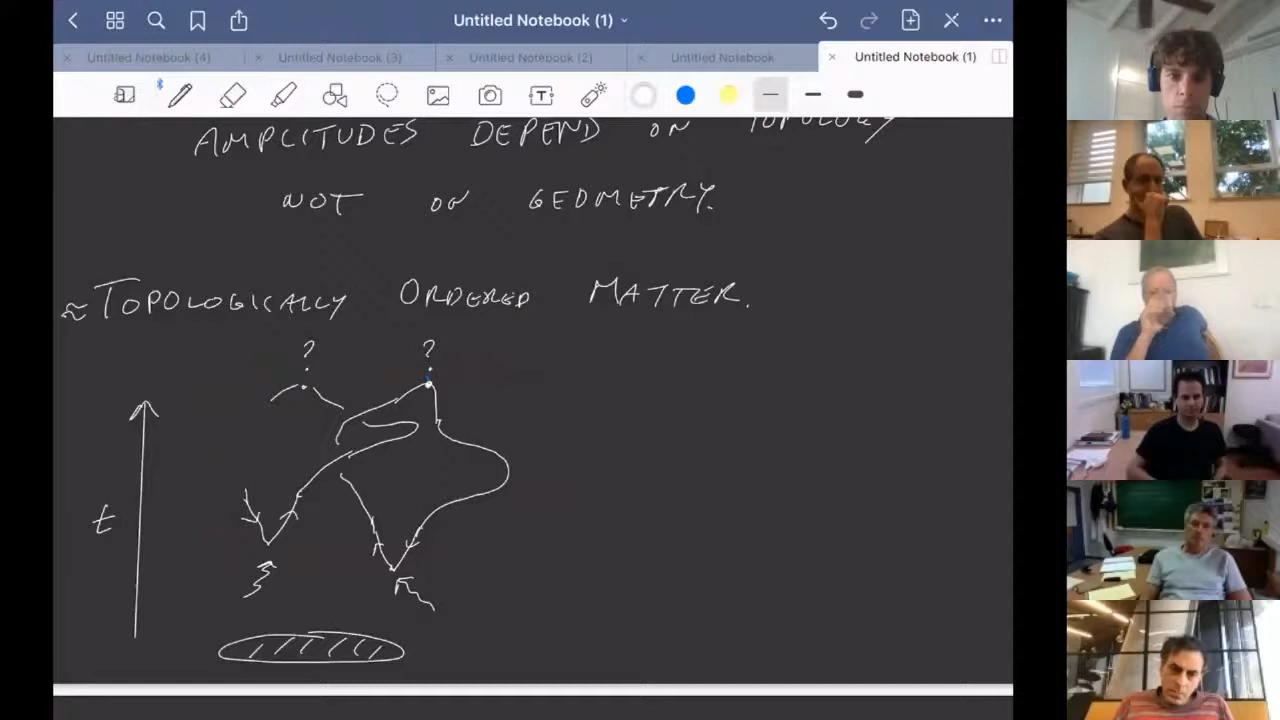 Untitled Notebook (1)
Untitled Notebook (4)
Untitled Notebook (3)
Untitled Notebook (2)
Untitled Notebook
Untitled Notebook (1)
T
AMPLITUDES DEPEND ON TOPOLOGY
NOT ON GEOMETRY.
≈ TOPOLOGICALLY ORDERED MATTER.
? ?
t